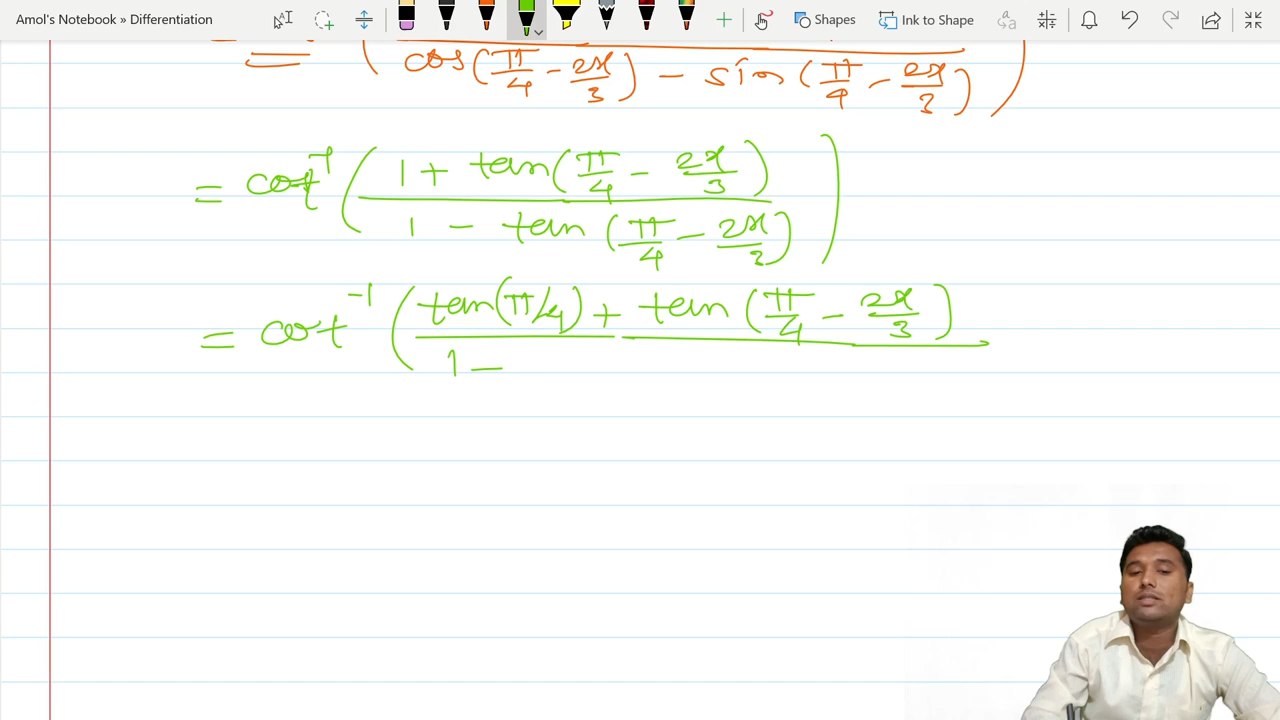 Amol's Notebook » Differentiation
Shapes
Ink to Shape
=
cos(π/4 - 2x/3) - sin(π/4 - 2x/3)
= cot⁻¹( (1 + tan(π/4 - 2x/3)) / (1 - tan(π/4 - 2x/3)) )
= cot⁻¹( (tan(π/4) + tan(π/4 - 2x/3)) / (1 -